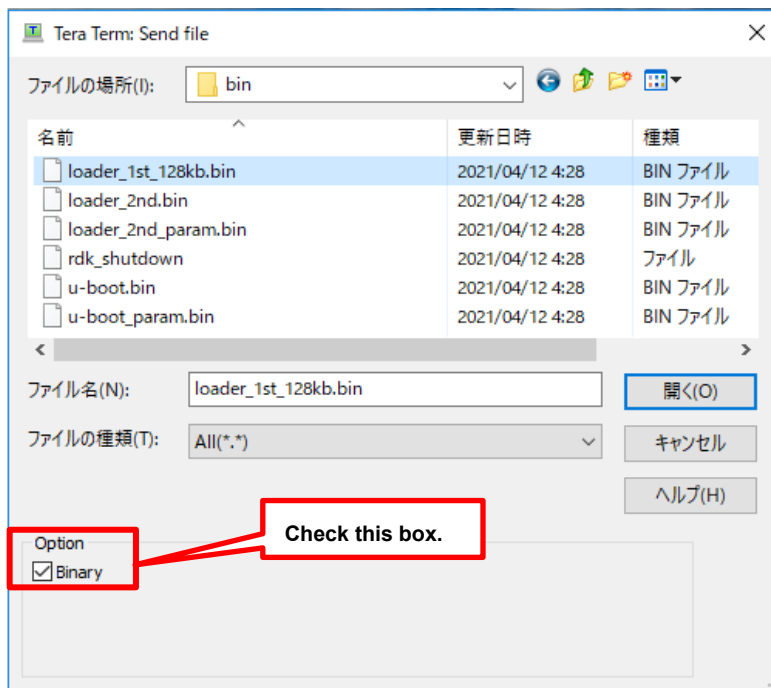 Tera Term: Send file
ファイルの場所(I): bin
名前 更新日時 種類
loader_1st_128kb.bin 2021/04/12 4:28 BIN ファイル
loader_2nd.bin 2021/04/12 4:28 BIN ファイル
loader_2nd_param.bin 2021/04/12 4:28 BIN ファイル
rdk_shutdown 2021/04/12 4:28 ファイル
u-boot.bin 2021/04/12 4:28 BIN ファイル
u-boot_param.bin 2021/04/12 4:28 BIN ファイル
ファイル名(N): loader_1st_128kb.bin 開く(O)
ファイルの種類(T): All(*.*) キャンセル
ヘルプ(H)
Check this box.
Option
Binary